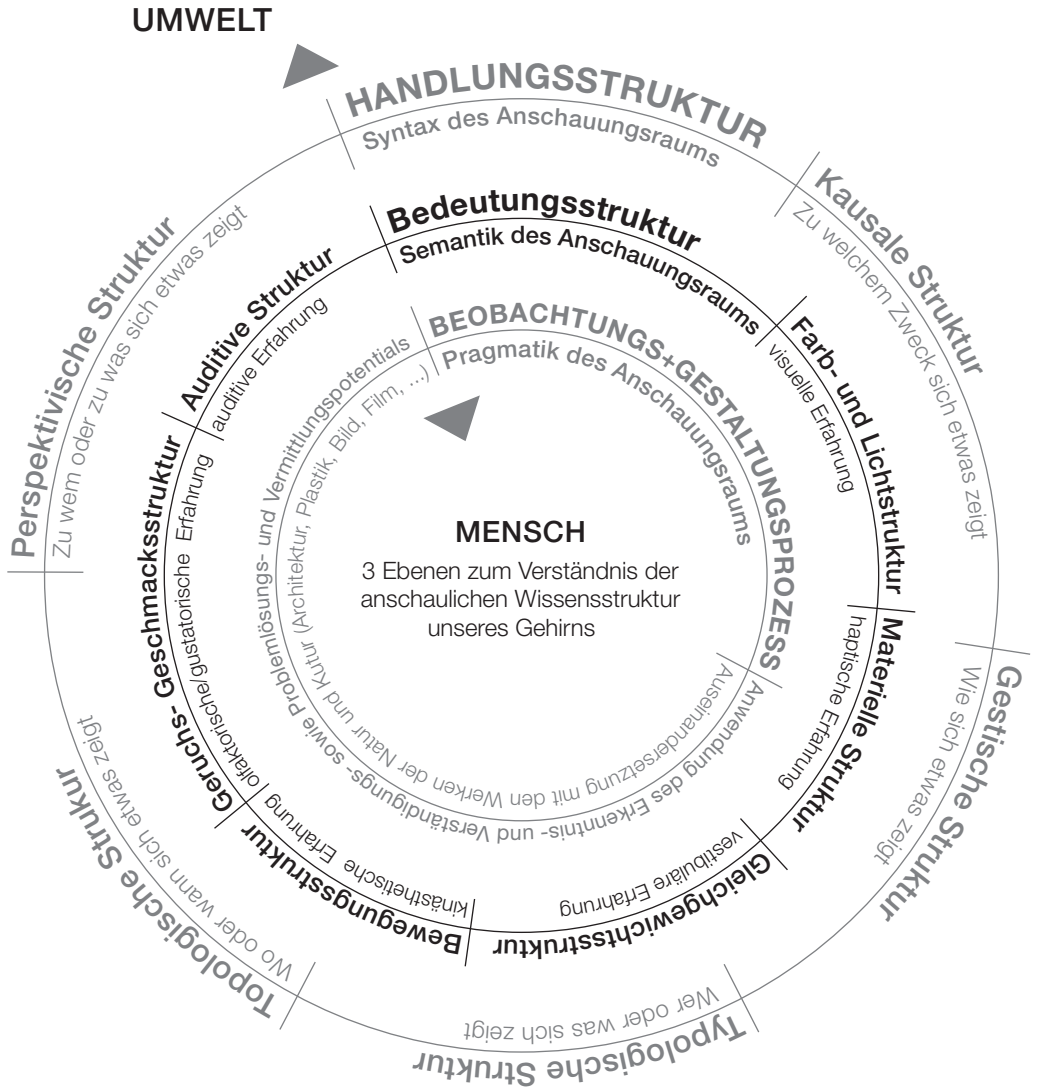 UMWELT
HANDLUNGSSTRUKTUR
Syntax des Anschauungsraums
Kausale Struktur
Zu welchem Zweck sich etwas zeigt
Gestische Struktur
Wie sich etwas zeigt
Typologische Struktur
Wer oder was sich zeigt
Topologische Strukur
Wo oder wann sich etwas zeigt
Perspektivische Struktur
Zu wem oder zu was sich etwas zeigt
Bedeutungsstruktur
Semantik des Anschauungsraums
Farb- und Lichtstruktur
visuelle Erfahrung
Materielle Struktur
haptische Erfahrung
Gleichgewichtsstruktur
vestibuläre Erfahrung
Bewegungsstruktur
kinästhetische Erfahrung
Geruchs- Geschmacksstruktur
olfaktorische/gustatorische Erfahrung
Auditive Struktur
auditive Erfahrung
BEOBACHTUNGS+GESTALTUNGSPROZESS
Pragmatik des Anschauungsraums
Anwendung des Erkenntnis- und Verständigungs- sowie Problemlösungs- und Vermittlungspotentials
Auseinandersetzung mit den Werken der Natur und Kutur (Architektur, Plastik, Bild, Film, ...)
MENSCH
3 Ebenen zum Verständnis der
anschaulichen Wissensstruktur
unseres Gehirns